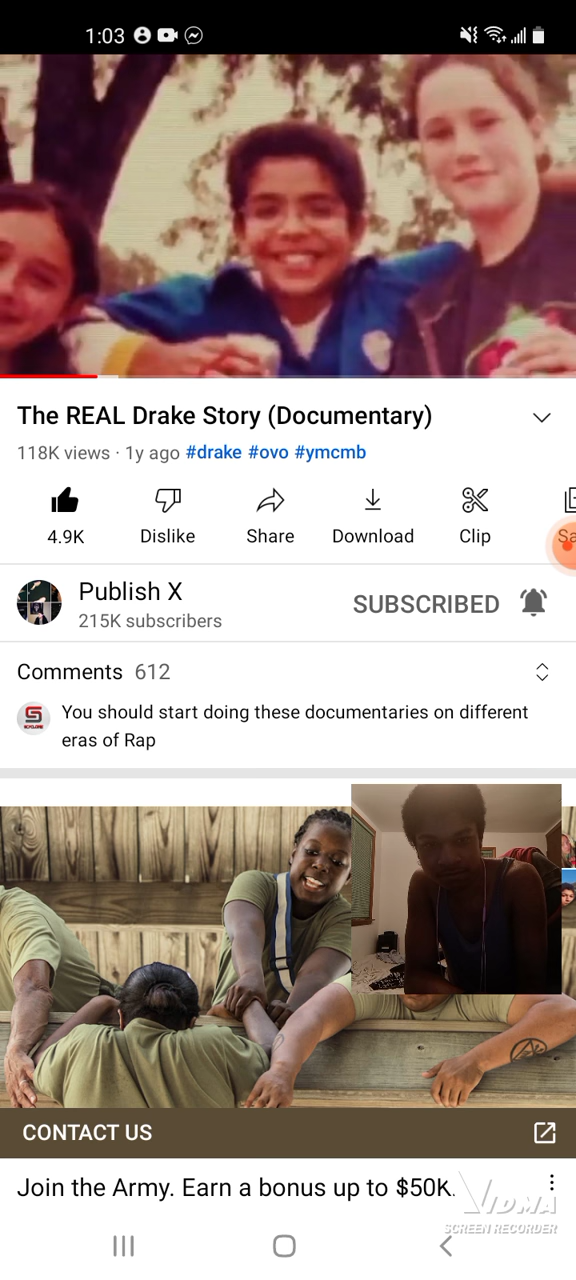 1:03
The REAL Drake Story (Documentary)
118K views · 1y ago #drake #ovo #ymcmb
4.9K Dislike Share Download Clip Sa
Publish X
215K subscribers
SUBSCRIBED
Comments 612
You should start doing these documentaries on different
eras of Rap
CONTACT US
Join the Army. Earn a bonus up to $50K.
VIDMA
SCREEN RECORDER